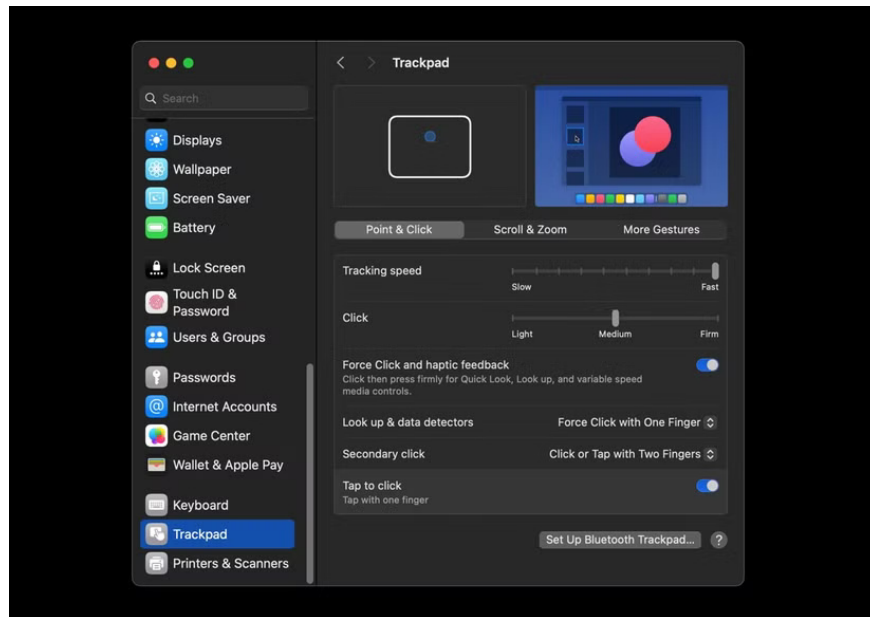 Trackpad
Search
Displays
Wallpaper
Screen Saver
Battery
Lock Screen
Touch ID &
Password
Users & Groups
Passwords
Internet Accounts
Game Center
Wallet & Apple Pay
Keyboard
Trackpad
Printers & Scanners
Point & Click Scroll & Zoom More Gestures
Tracking speed
Slow Fast
Click
Light Medium Firm
Force Click and haptic feedback
Click then press firmly for Quick Look, Look up, and variable speed
media controls.
Look up & data detectors Force Click with One Finger
Secondary click Click or Tap with Two Fingers
Tap to click
Tap with one finger
Set Up Bluetooth Trackpad... ?